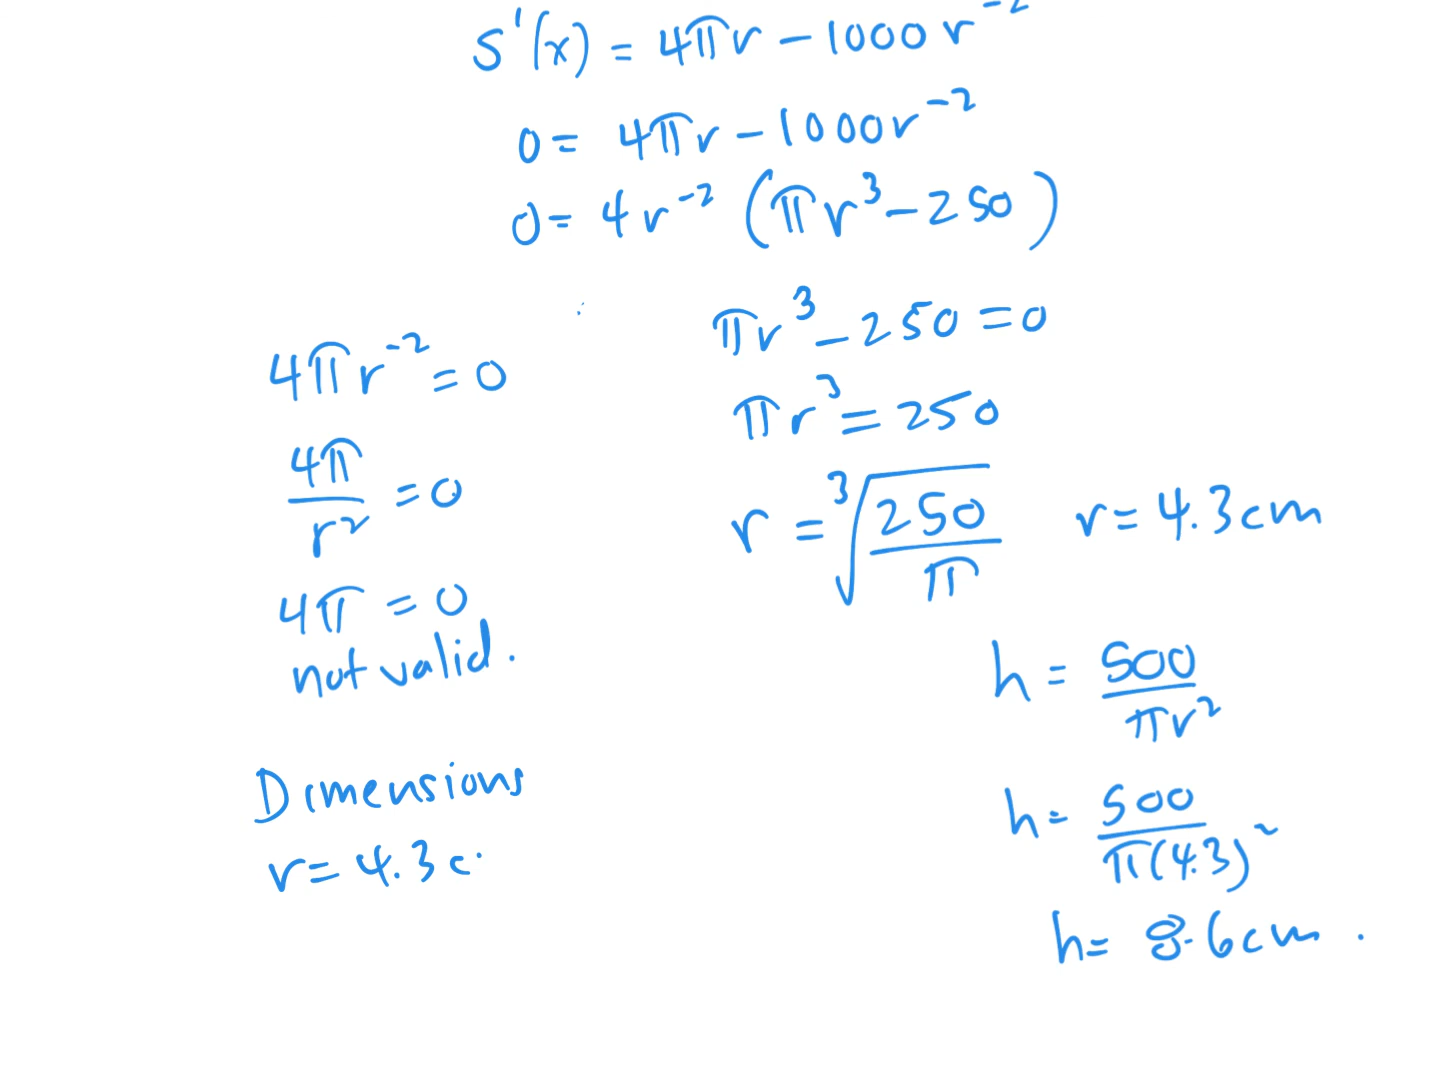 S'(x) = 4πr - 1000r⁻²
0 = 4πr - 1000r⁻²
0 = 4r⁻² (πr³ - 250)
4πr⁻² = 0
4π/r² = 0
4π = 0
not valid.
πr³ - 250 = 0
πr³ = 250
r = ∛(250/π) r = 4.3cm
h = 500/πr²
h = 500/π(4.3)²
h = 8.6cm.
Dimensions
r = 4.3c